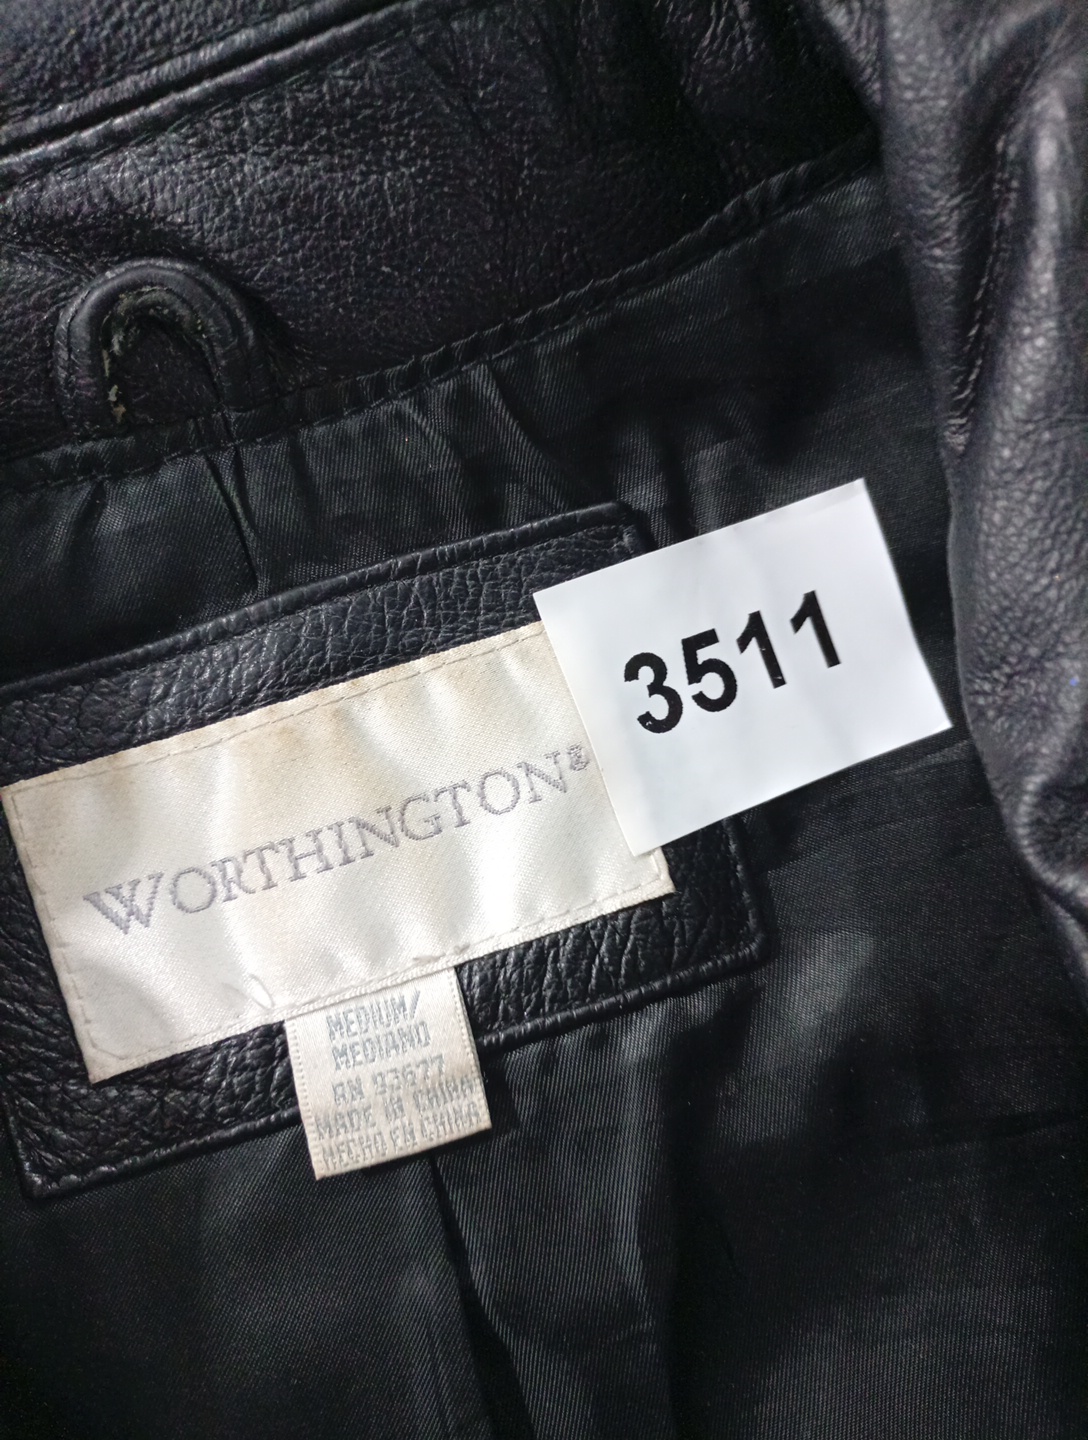 3511
WORTHINGTON®
MEDIUM/
MEDIANO
RN 93677
MADE IN CHINA
HECHO EN CHINA